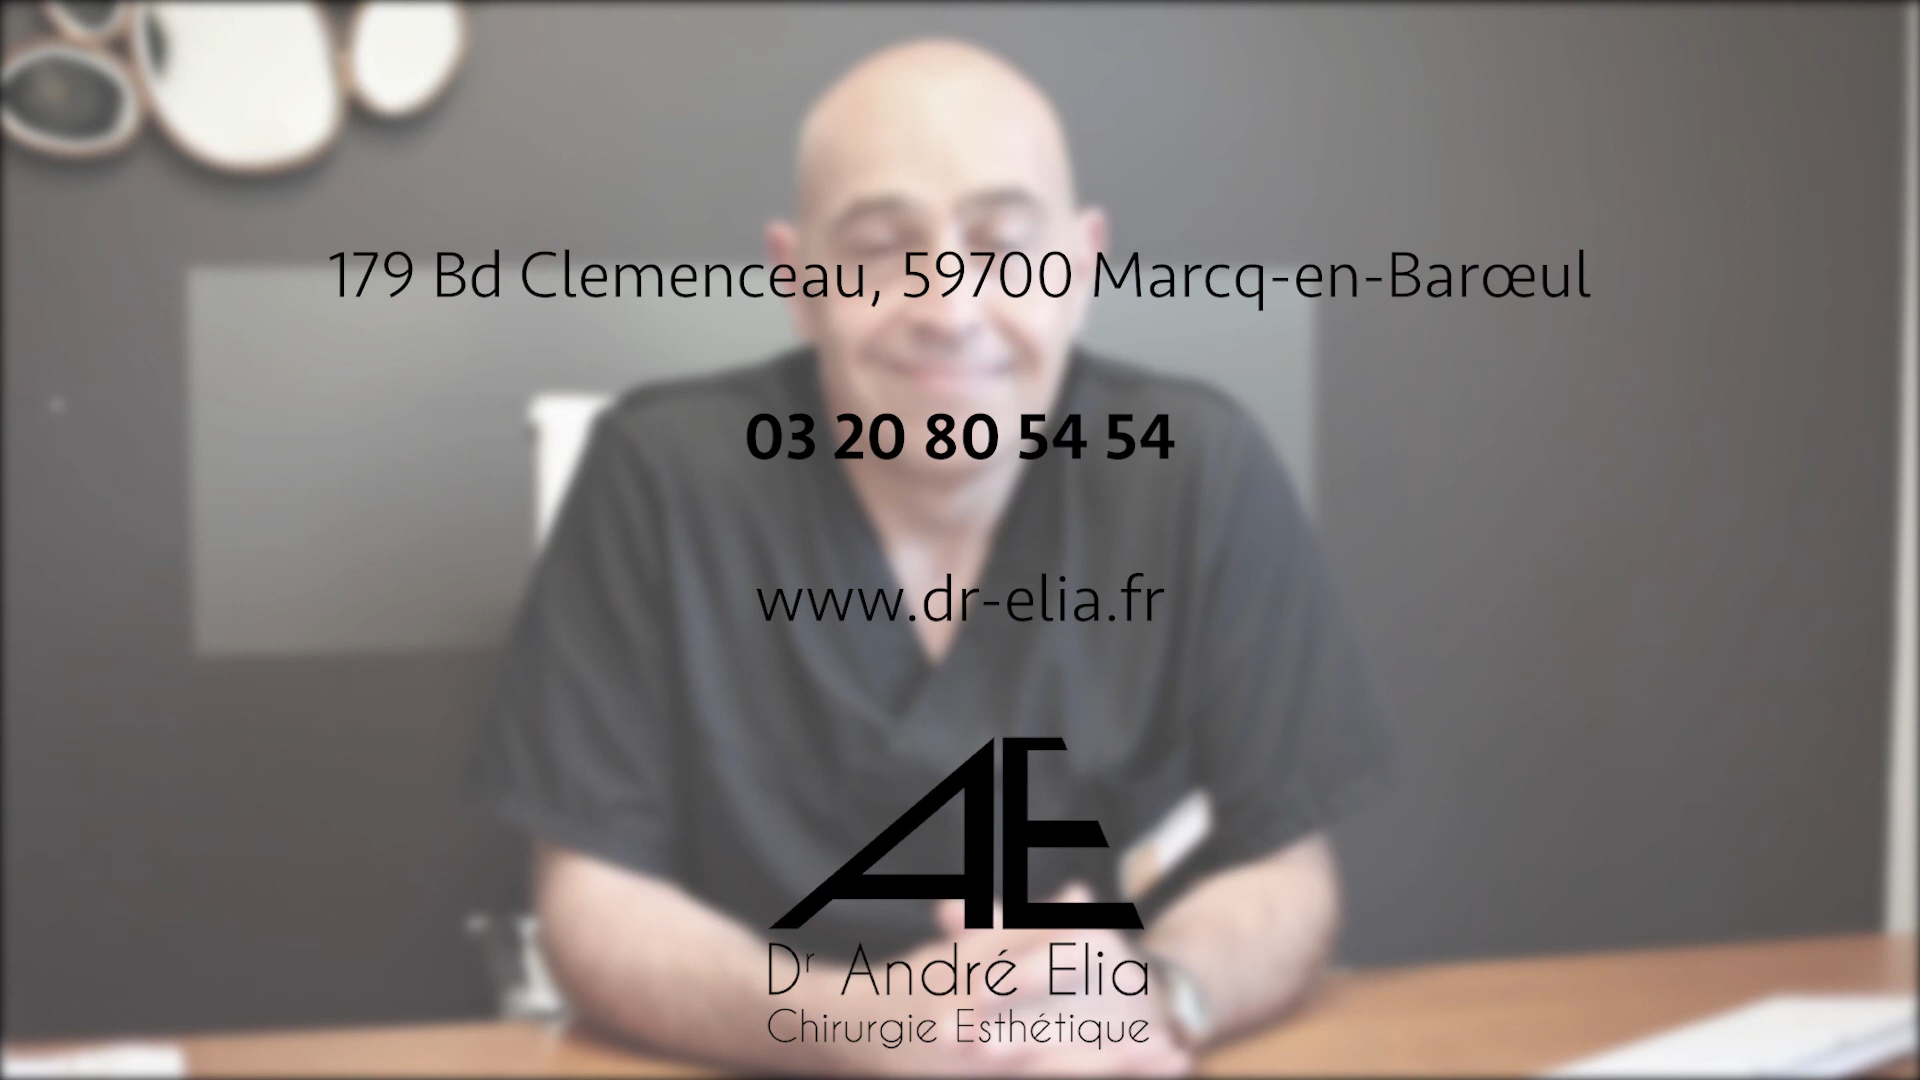 179 Bd Clemenceau, 59700 Marcq-en-Barœul
03 20 80 54 54
www.dr-elia.fr
AE
Dr André Elia
Chirurgie Esthétique